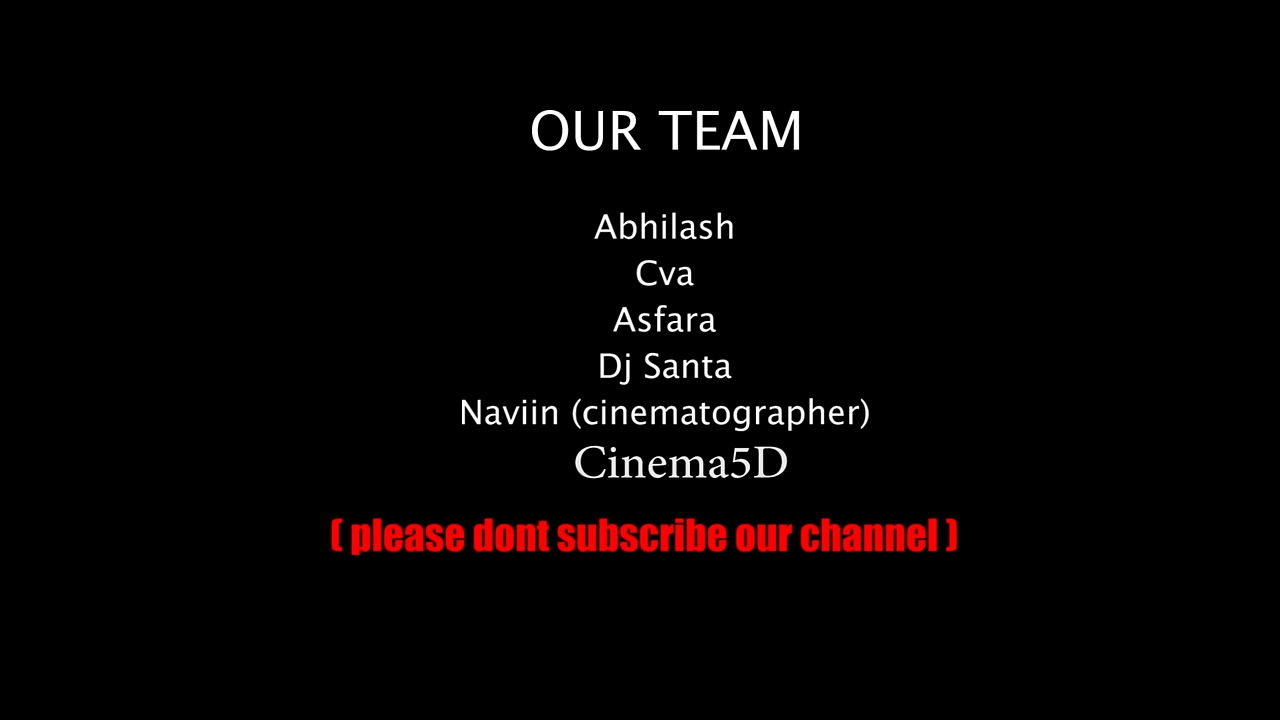 OUR TEAM
Abhilash
Cva
Asfara
Dj Santa
Naviin (cinematographer)
Cinema5D
( please dont subscribe our channel )